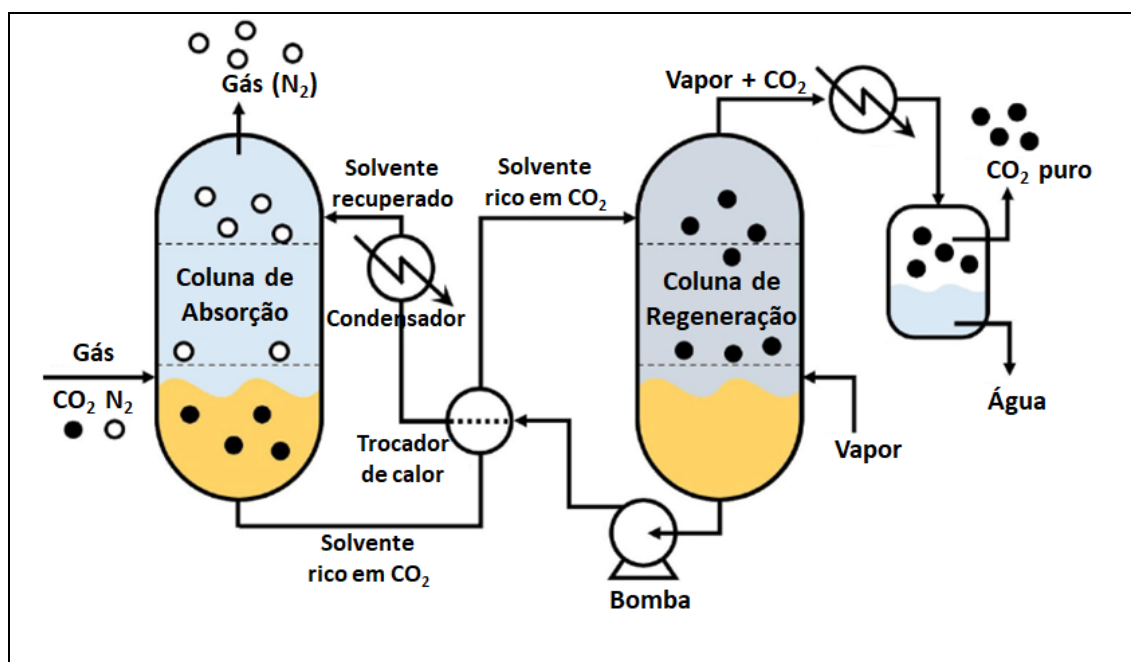 Gás (N₂)
Vapor + CO₂
Solvente
recuperado
Solvente
rico em CO₂
CO₂ puro
Coluna de
Absorção
Condensador
Coluna de
Regeneração
Gás
CO₂ N₂
Água
Trocador
de calor
Vapor
Solvente
rico em CO₂
Bomba